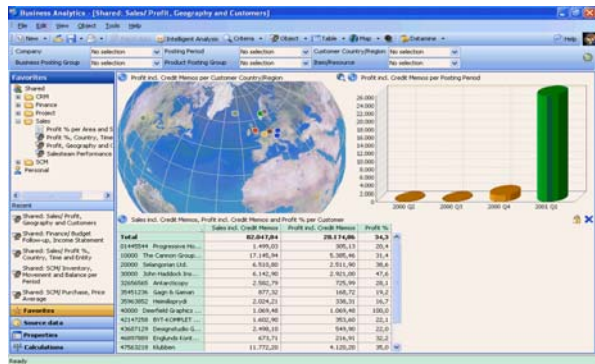 Business Analytics - [Shared: Sales/ Profit, Geography and Customers]
File Edit View Object Tools Help
New Intelligent Analysis Criteria Object Table Map Datamine Help
Company No selection Posting Period No selection Customer Country/Region No selection
Business Posting Group No selection Product Posting Group No selection Item/Resource No selection
Favorites
Shared
CRM
Finance
Project
Sales
Profit % per Area and S
Profit %, Country, Time
Profit, Geography and C
Salesteam Performance
SCM
Personal
Recent
Shared: Sales/ Profit, Geography and Customers
Shared: Finance/ Budget Follow-up, Income Statement
Shared: Sales/ Profit %, Country, Time and Entity
Shared: SCM/ Inventory, Movement and Balance per Period
Shared: SCM/ Purchase, Price Average
Favorites
Source data
Properties
Calculations
Profit incl. Credit Memos per Customer Country/Region
Profit incl. Credit Memos per Posting Period
26.000
24.000
22.000
20.000
18.000
16.000
14.000
12.000
10.000
8.000
6.000
4.000
2.000
0
2000 Q2 2000 Q3 2000 Q4 2001 Q1
Sales incl. Credit Memos, Profit incl. Credit Memos and Profit % per Customer
Sales incl. Credit Memos Profit incl. Credit Memos Profit %
Total 82.047,04 28.174,06 34,3
01445544 Progressive Ho... 1.499,03 305,13 20,4
10000 The Cannon Group... 17.145,94 5.385,46 31,4
20000 Selangorian Ltd. 6.510,80 2.511,90 38,6
30000 John Haddock Ins... 6.142,90 2.921,00 47,6
32656565 Antarcticopy 2.582,79 725,99 28,1
35451236 Gagn & Gaman 877,32 168,72 19,2
35963852 Heimilisprydi 2.024,21 338,31 16,7
40000 Deerfield Graphics ... 1.069,48 1.069,48 100,0
42147258 BYT-KOMPLET ... 1.602,90 353,60 22,1
43687129 Designstudio G... 2.498,10 549,90 22,0
46897889 Englunds Kont... 673,71 216,91 32,2
47563218 Klubben 11.772,20 4.120,20 35,0
Ready